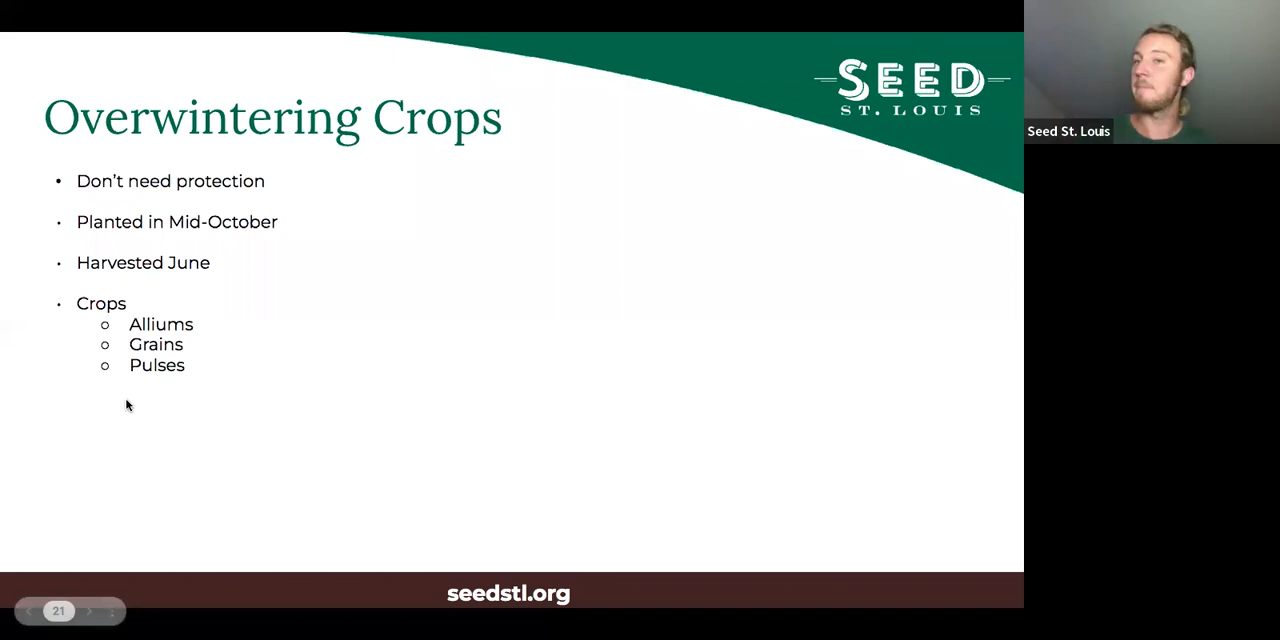 SEED
ST. LOUIS
Seed St. Louis
Overwintering Crops
• Don’t need protection
• Planted in Mid-October
• Harvested June
• Crops
○ Alliums
○ Grains
○ Pulses
seedstl.org
21